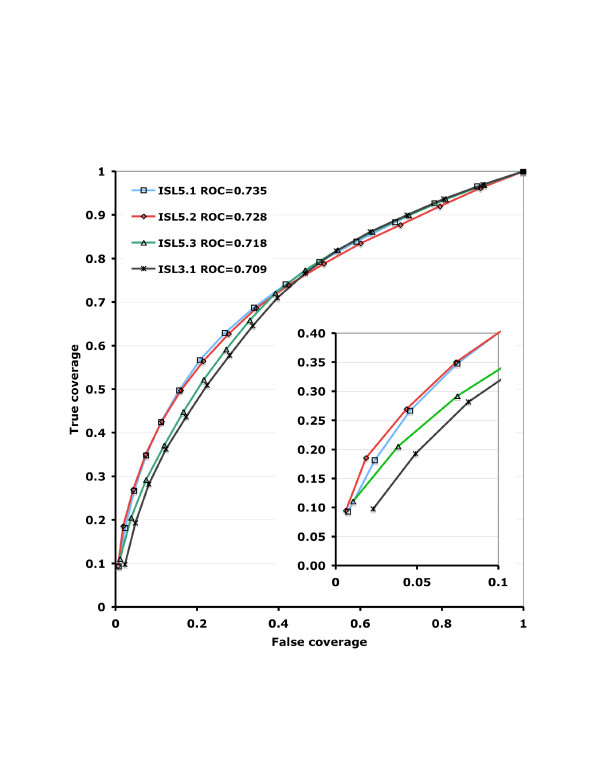 1
0.9
0.8
0.7
0.6
0.5
0.4
0.3
0.2
0.1
0
True coverage
ISL5.1 ROC=0.735
ISL5.2 ROC=0.728
ISL5.3 ROC=0.718
ISL3.1 ROC=0.709
0.40
0.35
0.30
0.25
0.20
0.15
0.10
0.05
0.00
0 0.05 0.1
0 0.2 0.4 0.6 0.8 1
False coverage